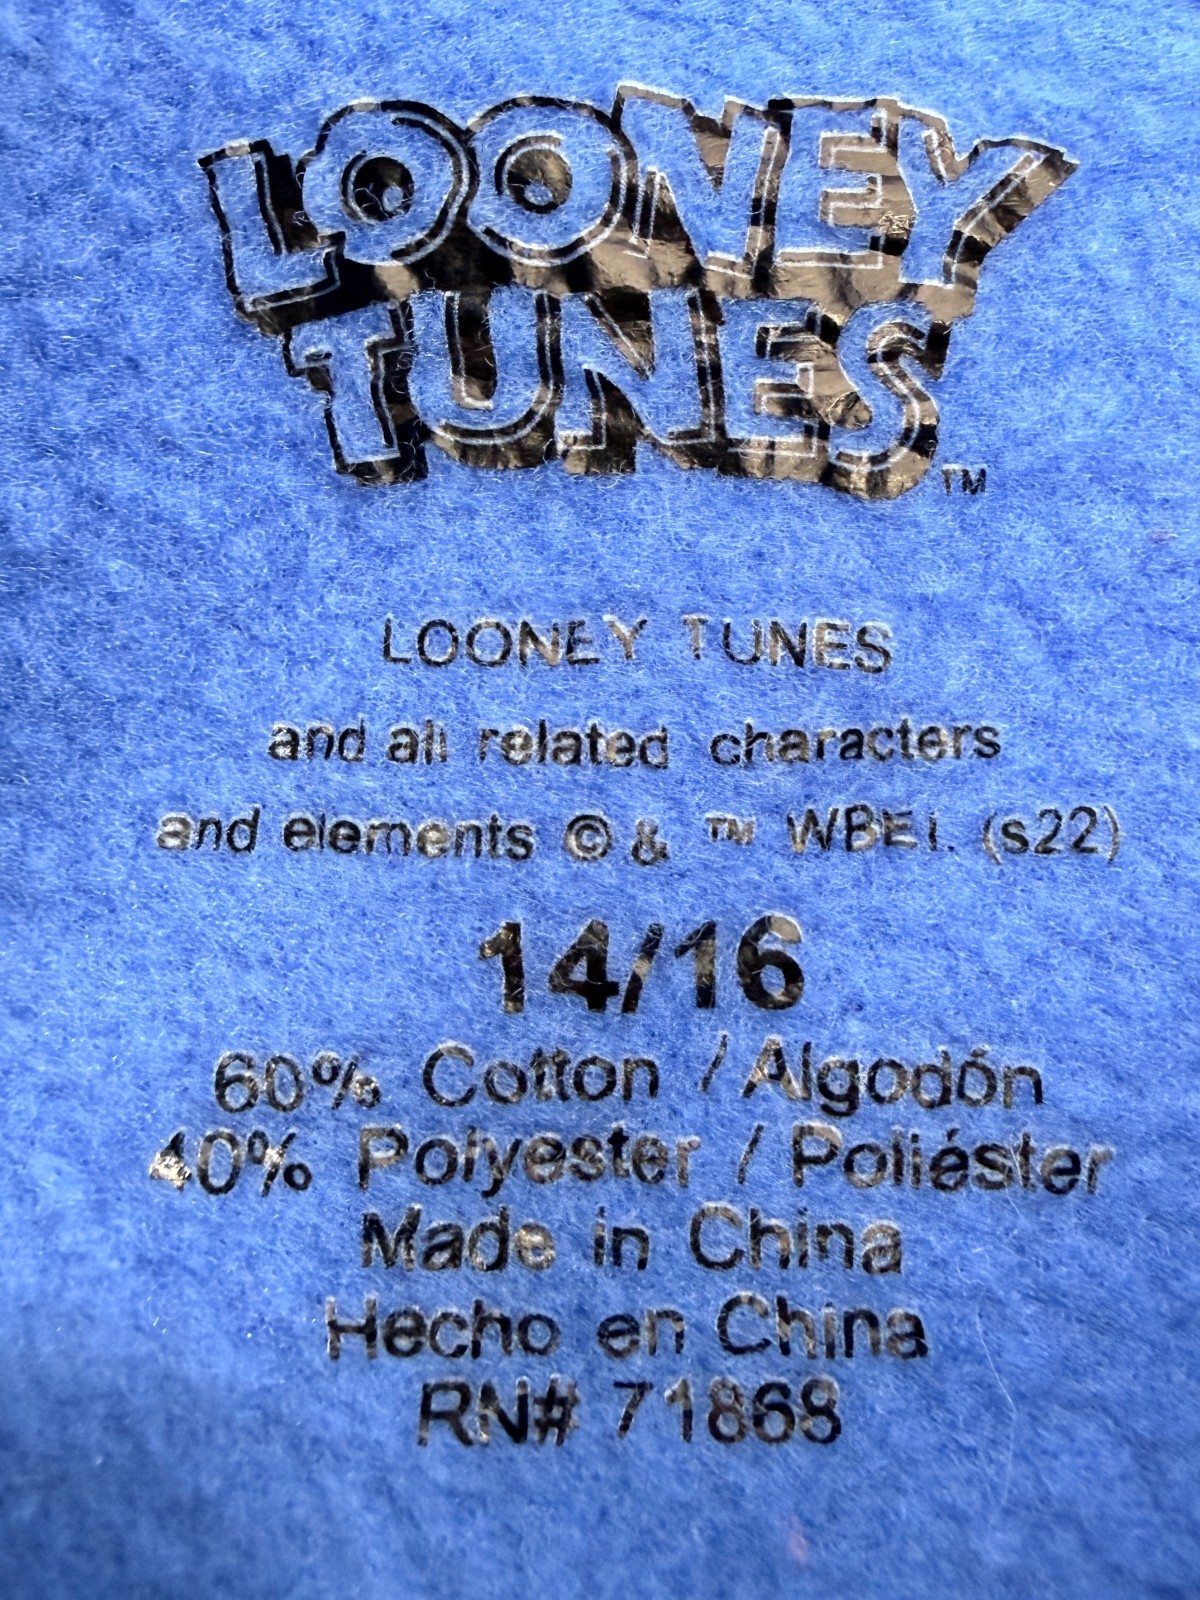 LOONEY
TUNES ™
LOONEY TUNES
and all related characters
and elements © & ™ WBEI. (s22)
14/16
60% Cotton / Algodón
40% Polyester / Poliéster
Made in China
Hecho en China
RN# 71868